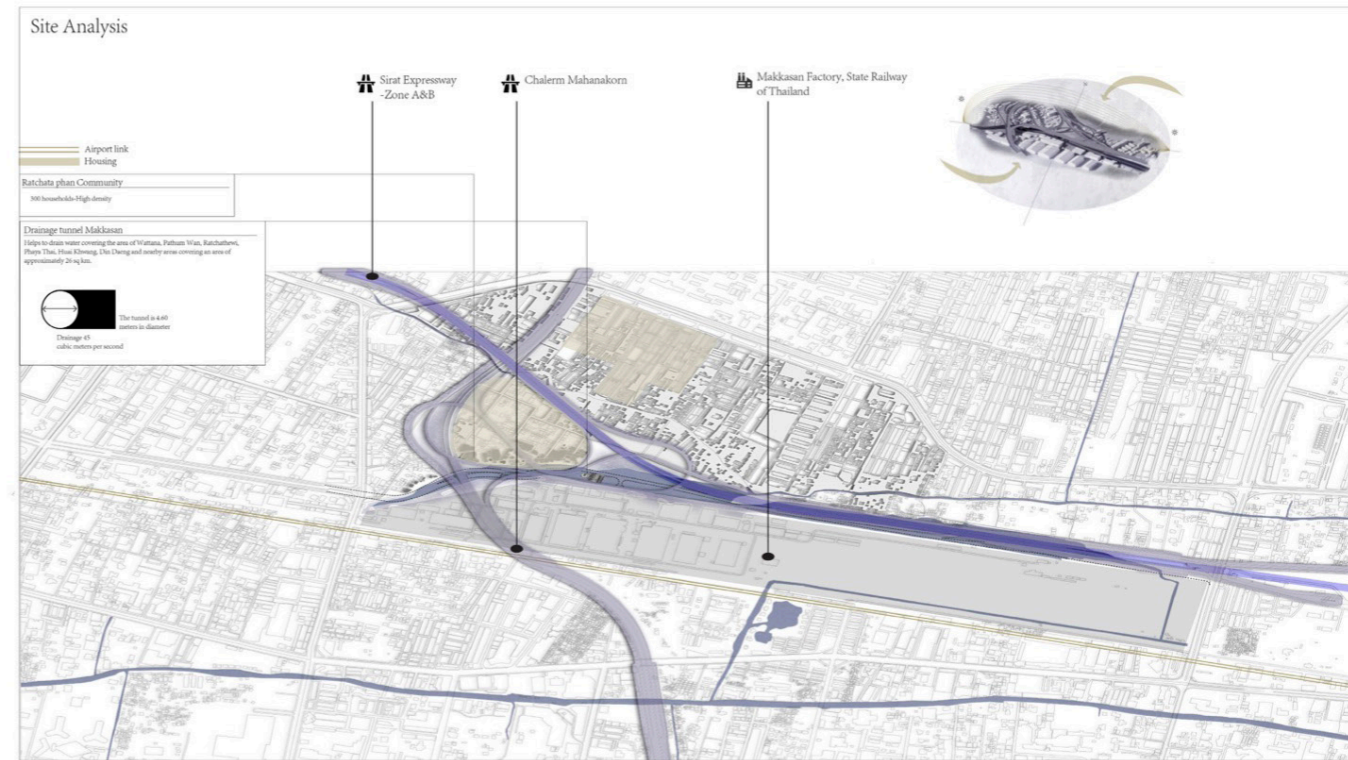 Site Analysis
Sirat Expressway
-Zone A&B
Chalerm Mahanakorn
Makkasan Factory, State Railway
of Thailand
Airport link
Housing
Ratchata phan Community
300 households-High density
Drainage tunnel Makkasan
Helps to drain water covering the area of Wattana, Pathum Wan, Ratchathewi,
Phaya Thai, Huai Khwang, Din Daeng and nearby areas covering an area of
approximately 26 sq km.
The tunnel is 4.60
meters in diameter
Drainage 45
cubic meters per second